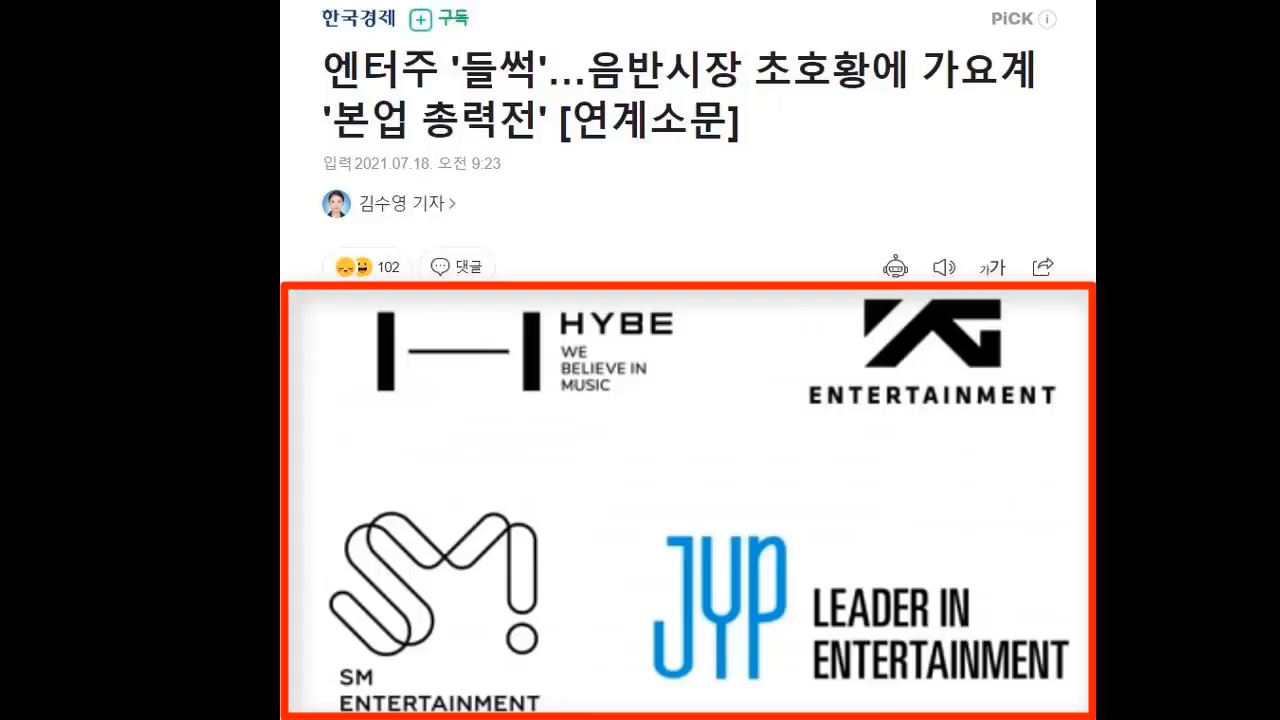 한국경제 구독 PiCK
엔터주 '들썩'…음반시장 초호황에 가요계
'본업 총력전' [연계소문]
입력 2021.07.18. 오전 9:23
김수영 기자
102 댓글 가가
HYBE
WE
BELIEVE IN
MUSIC
YG
ENTERTAINMENT
SM
SM
ENTERTAINMENT
JYP
LEADER IN
ENTERTAINMENT